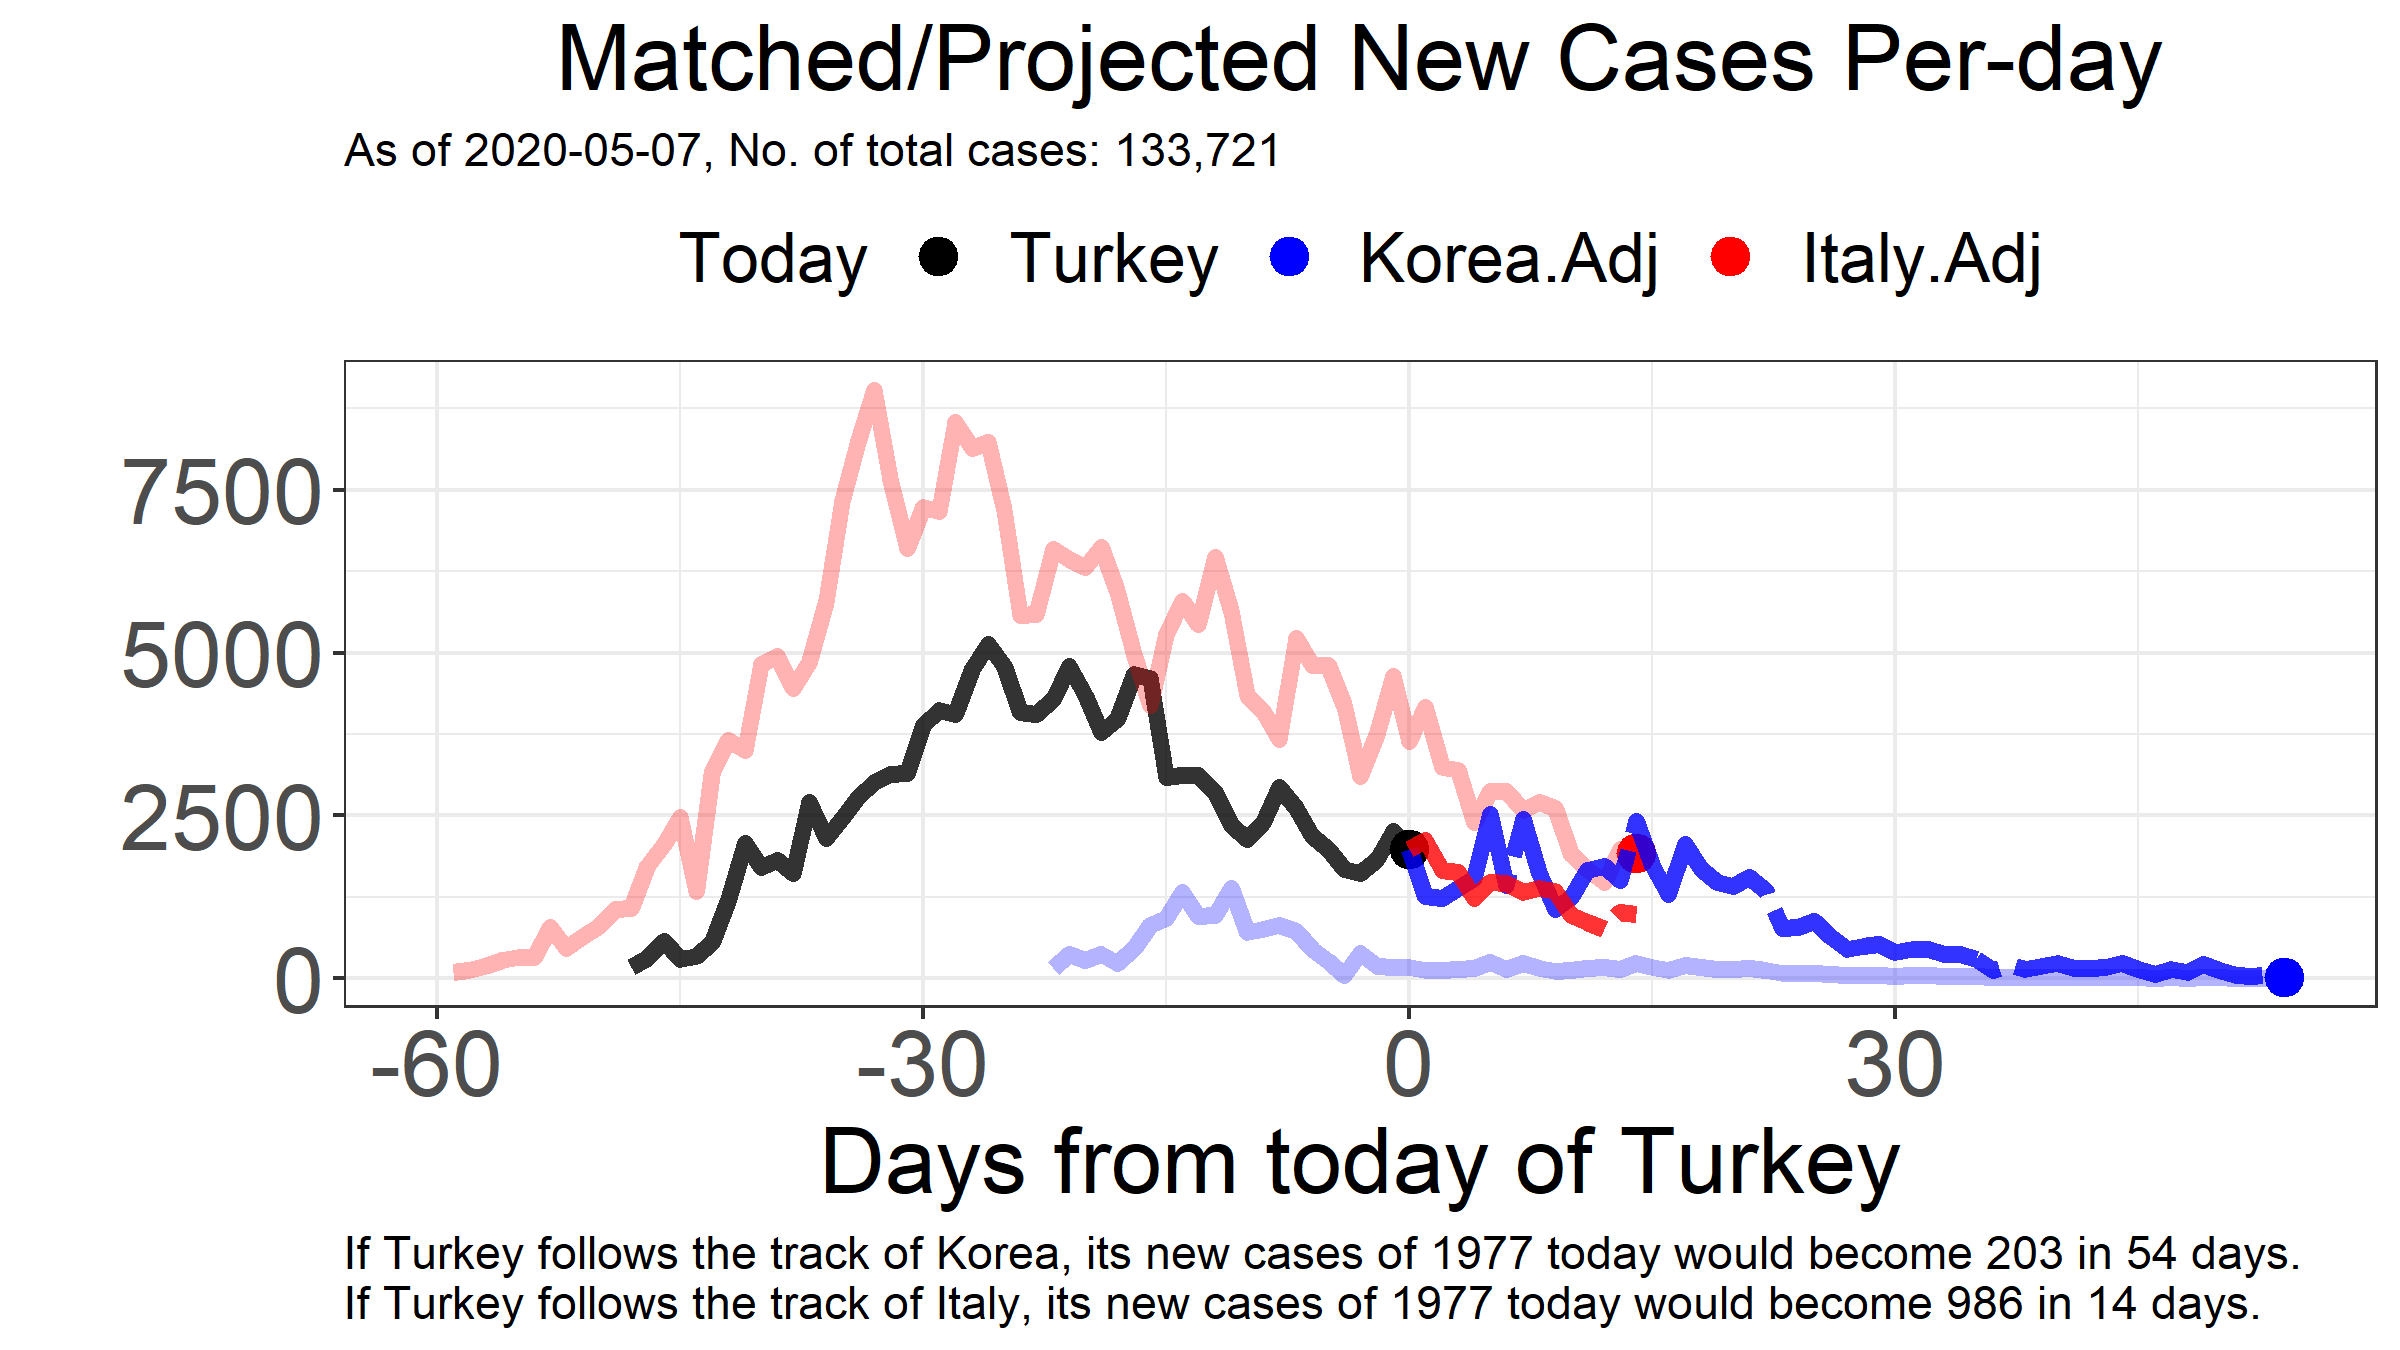 Matched/Projected New Cases Per-day
As of 2020-05-07, No. of total cases: 133,721
Today Turkey Korea.Adj Italy.Adj
7500
5000
2500
0
-60 -30 0 30
Days from today of Turkey
If Turkey follows the track of Korea, its new cases of 1977 today would become 203 in 54 days.
If Turkey follows the track of Italy, its new cases of 1977 today would become 986 in 14 days.